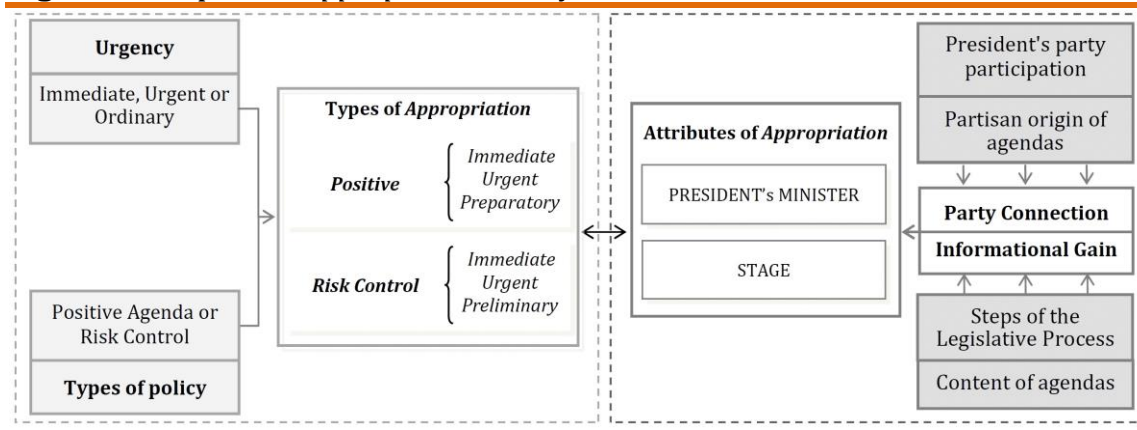 Urgency
Immediate, Urgent or
Ordinary
Positive Agenda or
Risk Control
Types of policy
Types of Appropriation
Positive
Immediate
Urgent
Preparatory
Risk Control
Immediate
Urgent
Preliminary
Attributes of Appropriation
PRESIDENT's MINISTER
STAGE
President's party
participation
Partisan origin of
agendas
Party Connection
Informational Gain
Steps of the
Legislative Process
Content of agendas